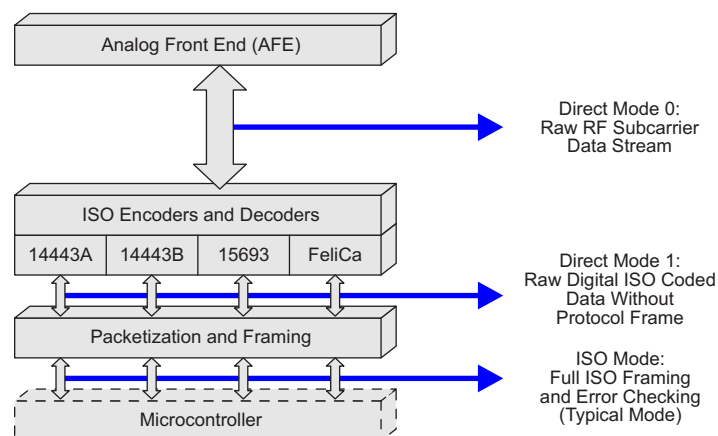 Analog Front End (AFE)
Direct Mode 0:
Raw RF Subcarrier
Data Stream
ISO Encoders and Decoders
14443A 14443B 15693 FeliCa
Direct Mode 1:
Raw Digital ISO Coded
Data Without
Protocol Frame
Packetization and Framing
ISO Mode:
Full ISO Framing
and Error Checking
(Typical Mode)
Microcontroller